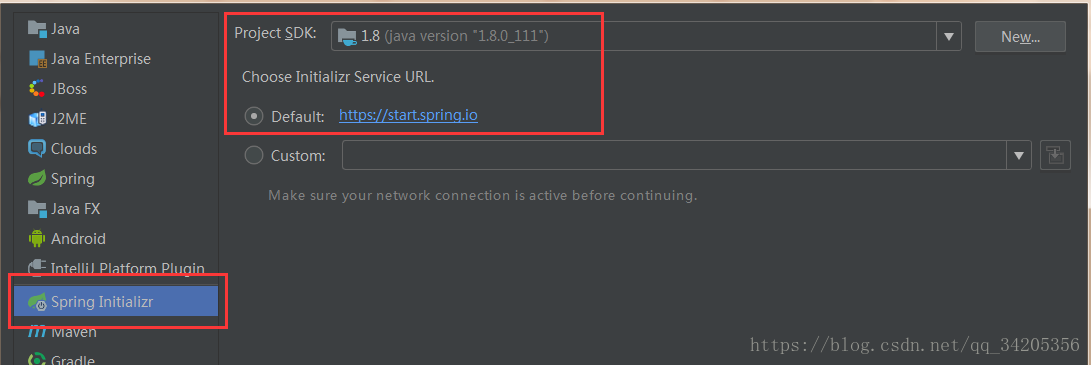 Java
Java Enterprise
JBoss
J2ME
Clouds
Spring
Java FX
Android
IntelliJ Platform Plugin
Spring Initializr
Maven
Gradle
Project SDK: 1.8 (java version "1.8.0_111") New...
Choose Initializr Service URL.
Default: https://start.spring.io
Custom:
Make sure your network connection is active before continuing.
https://blog.csdn.net/qq_34205356